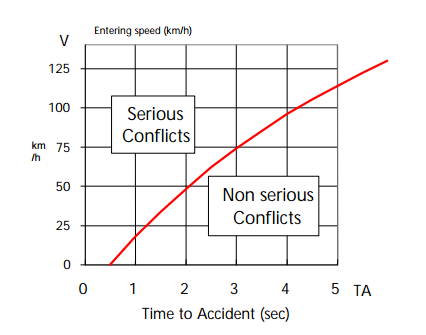 Entering speed (km/h)
V
125
100
Serious
Conflicts
km
/h
75
50
Non serious
Conflicts
25
0
0 1 2 3 4 5 TA
Time to Accident (sec)